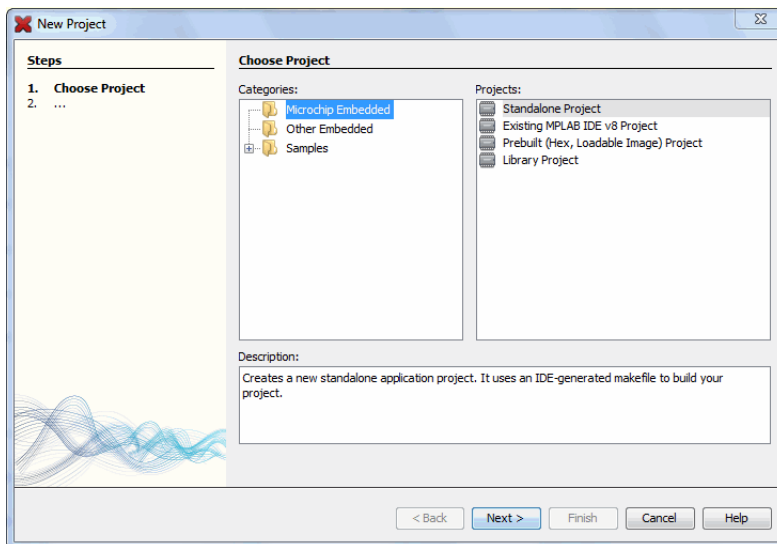 New Project
Steps
1. Choose Project
2. ...
Choose Project
Categories:
Microchip Embedded
Other Embedded
Samples
Projects:
Standalone Project
Existing MPLAB IDE v8 Project
Prebuilt (Hex, Loadable Image) Project
Library Project
Description:
Creates a new standalone application project. It uses an IDE-generated makefile to build your
project.
< Back
Next >
Finish
Cancel
Help